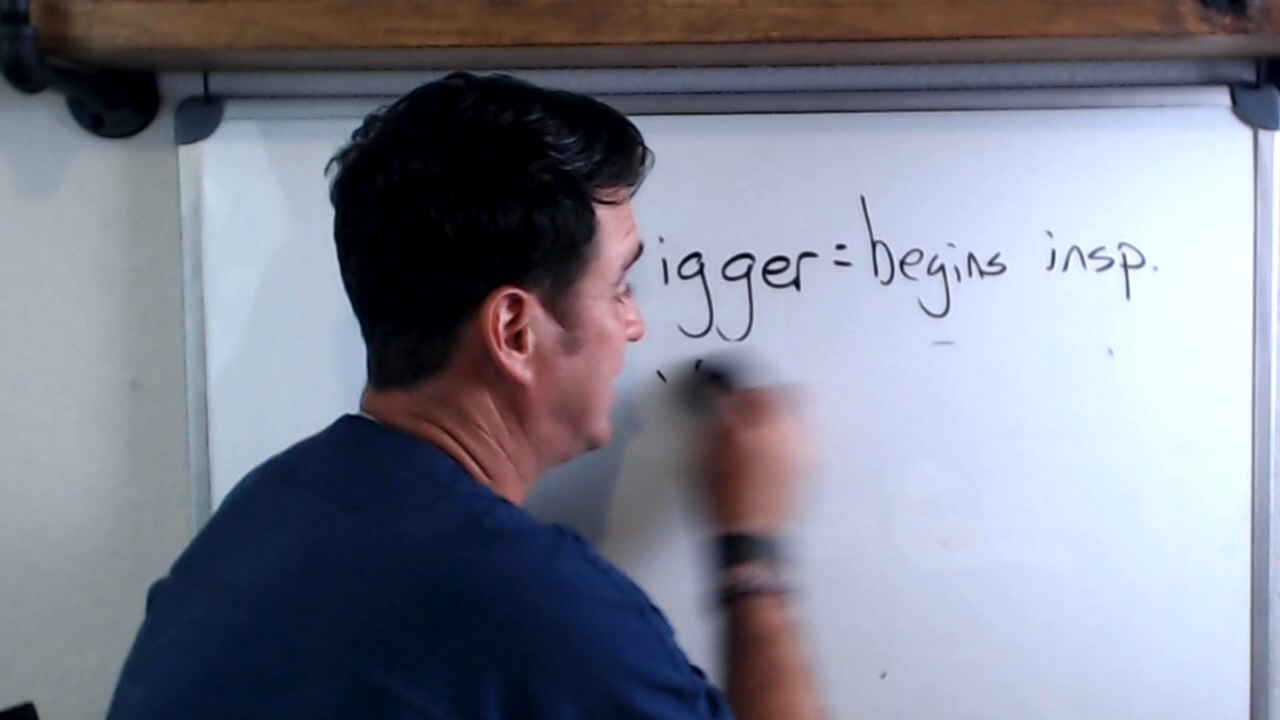 igger = begins insp.